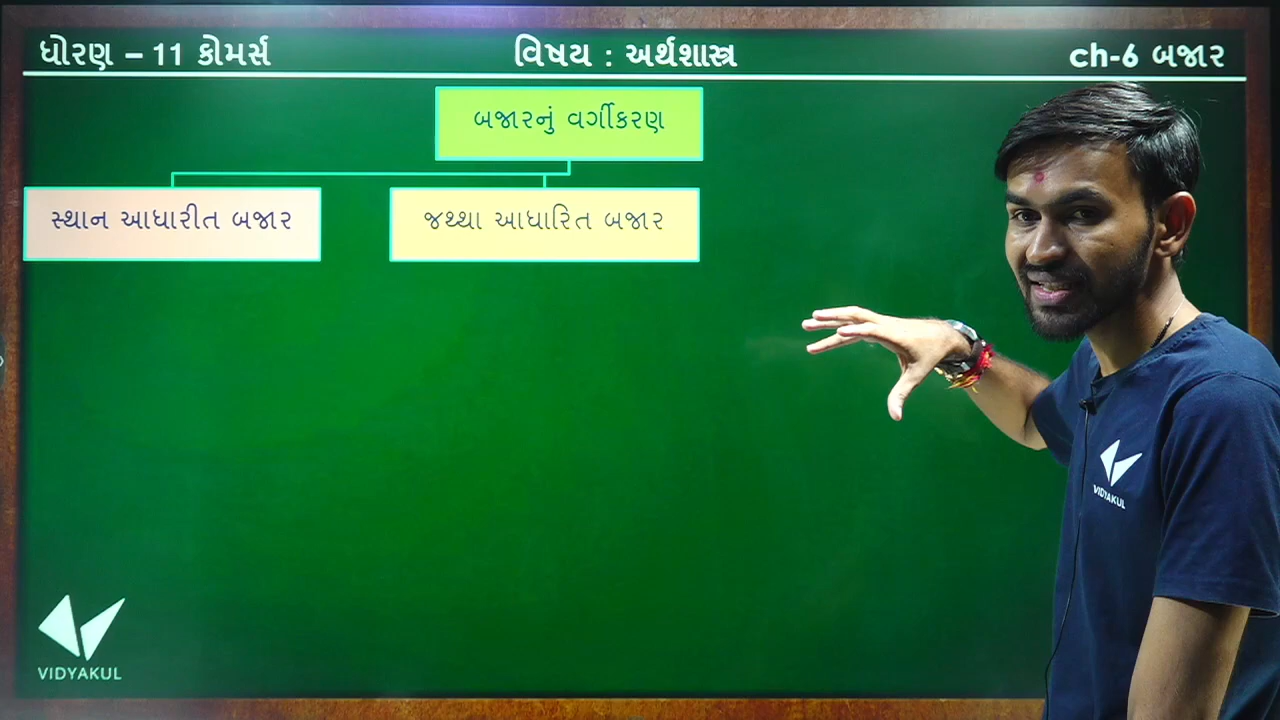 ધોરણ – 11 કોમર્સ
વિષય : અર્થશાસ્ત્ર
ch-6 બજાર
બજારનું વર્ગીકરણ
સ્થાન આધારીત બજાર
જથ્થા આધારિત બજાર
VIDYAKUL
VIDYAKUL